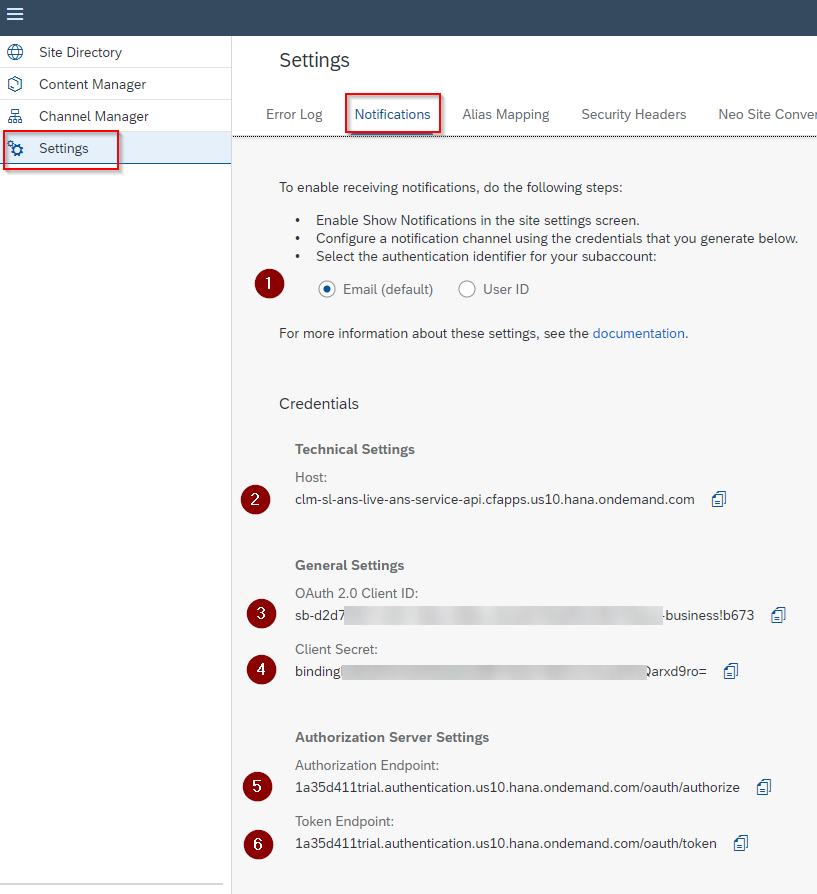 Site Directory
Content Manager
Channel Manager
Settings
Settings
Error Log Notifications Alias Mapping Security Headers Neo Site Conver
To enable receiving notifications, do the following steps:
• Enable Show Notifications in the site settings screen.
• Configure a notification channel using the credentials that you generate below.
• Select the authentication identifier for your subaccount:
1 Email (default) User ID
For more information about these settings, see the documentation.
Credentials
Technical Settings
Host:
2 clm-sl-ans-live-ans-service-api.cfapps.us10.hana.ondemand.com
General Settings
OAuth 2.0 Client ID:
3 sb-d2d7 -business!b673
Client Secret:
4 binding Qarxd9ro=
Authorization Server Settings
Authorization Endpoint:
5 1a35d411trial.authentication.us10.hana.ondemand.com/oauth/authorize
Token Endpoint:
6 1a35d411trial.authentication.us10.hana.ondemand.com/oauth/token